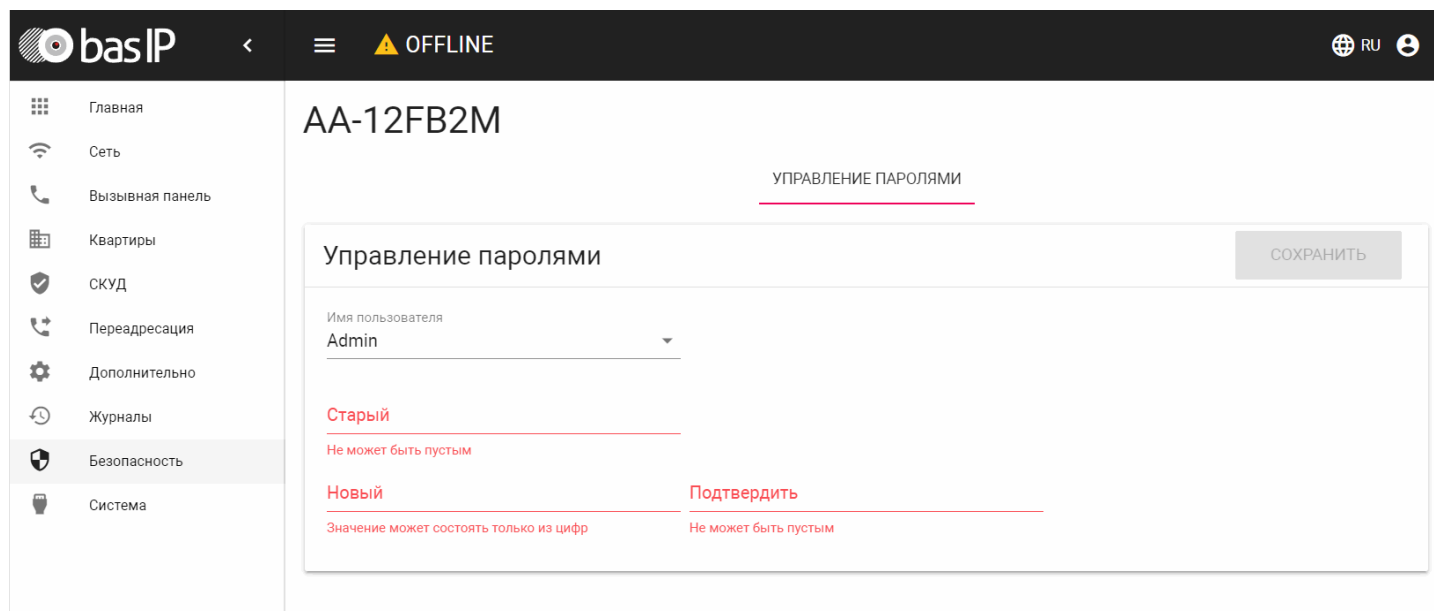 bas IP
OFFLINE
RU
Главная
Сеть
Вызывная панель
Квартиры
СКУД
Переадресация
Дополнительно
Журналы
Безопасность
Система
AA-12FB2M
УПРАВЛЕНИЕ ПАРОЛЯМИ
Управление паролями
СОХРАНИТЬ
Имя пользователя
Admin
Старый
Не может быть пустым
Новый
Подтвердить
Значение может состоять только из цифр
Не может быть пустым